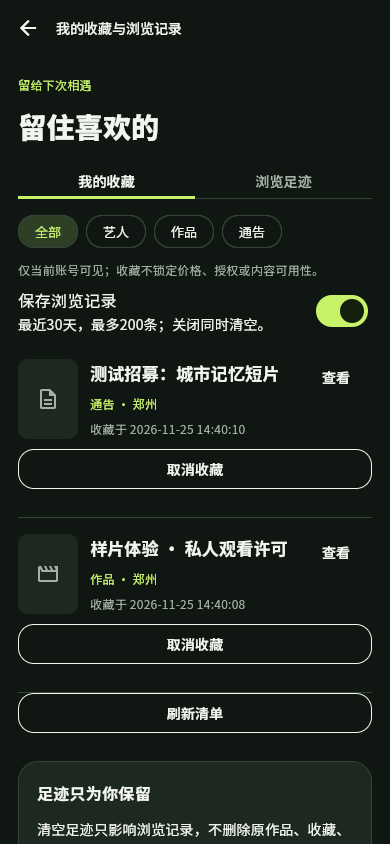 我的收藏与浏览记录
留给下次相遇
留住喜欢的
我的收藏
浏览足迹
全部
艺人
作品
通告
仅当前账号可见；收藏不锁定价格、授权或内容可用性。
保存浏览记录
最近30天，最多200条；关闭同时清空。
测试招募：城市记忆短片
查看
通告 · 郑州
收藏于 2026-11-25 14:40:10
取消收藏
样片体验 · 私人观看许可
查看
作品 · 郑州
收藏于 2026-11-25 14:40:08
取消收藏
刷新清单
足迹只为你保留
清空足迹只影响浏览记录，不删除原作品、收藏、